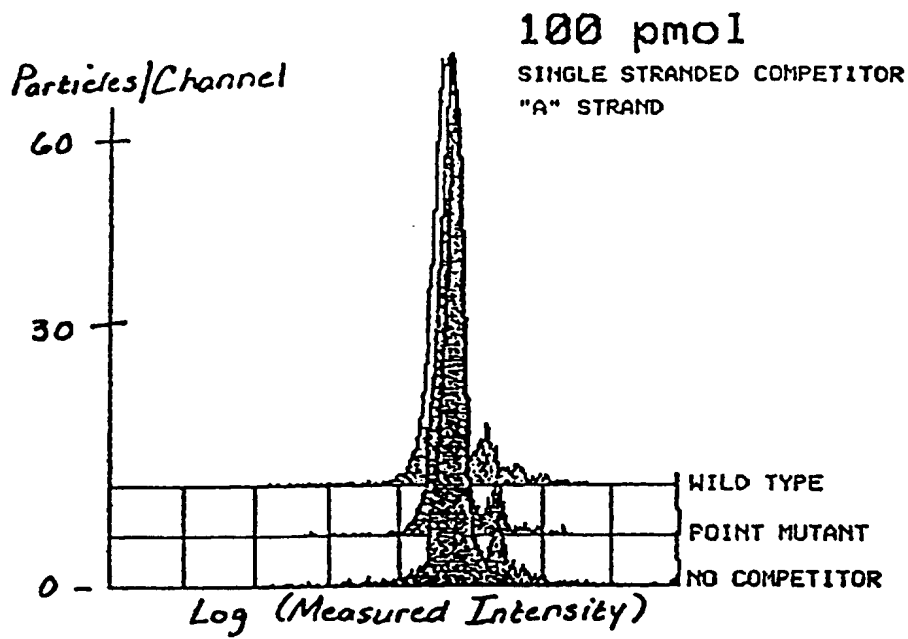 100 pmol
SINGLE STRANDED COMPETITOR
"A" STRAND
Particles/Channel
60
30
0
WILD TYPE
POINT MUTANT
NO COMPETITOR
Log (Measured Intensity)